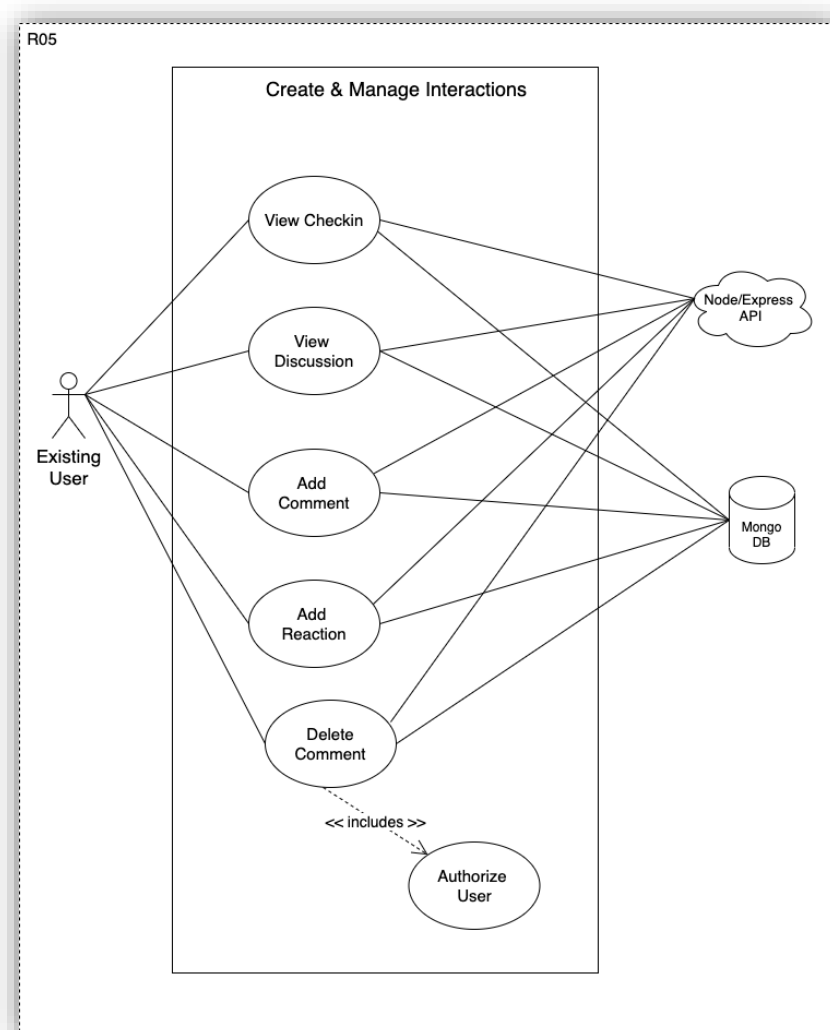 R05
Create & Manage Interactions
View Checkin
Node/Express
API
View
Discussion
Existing
User
Add
Comment
Mongo
DB
Add
Reaction
Delete
Comment
<< includes >>
Authorize
User